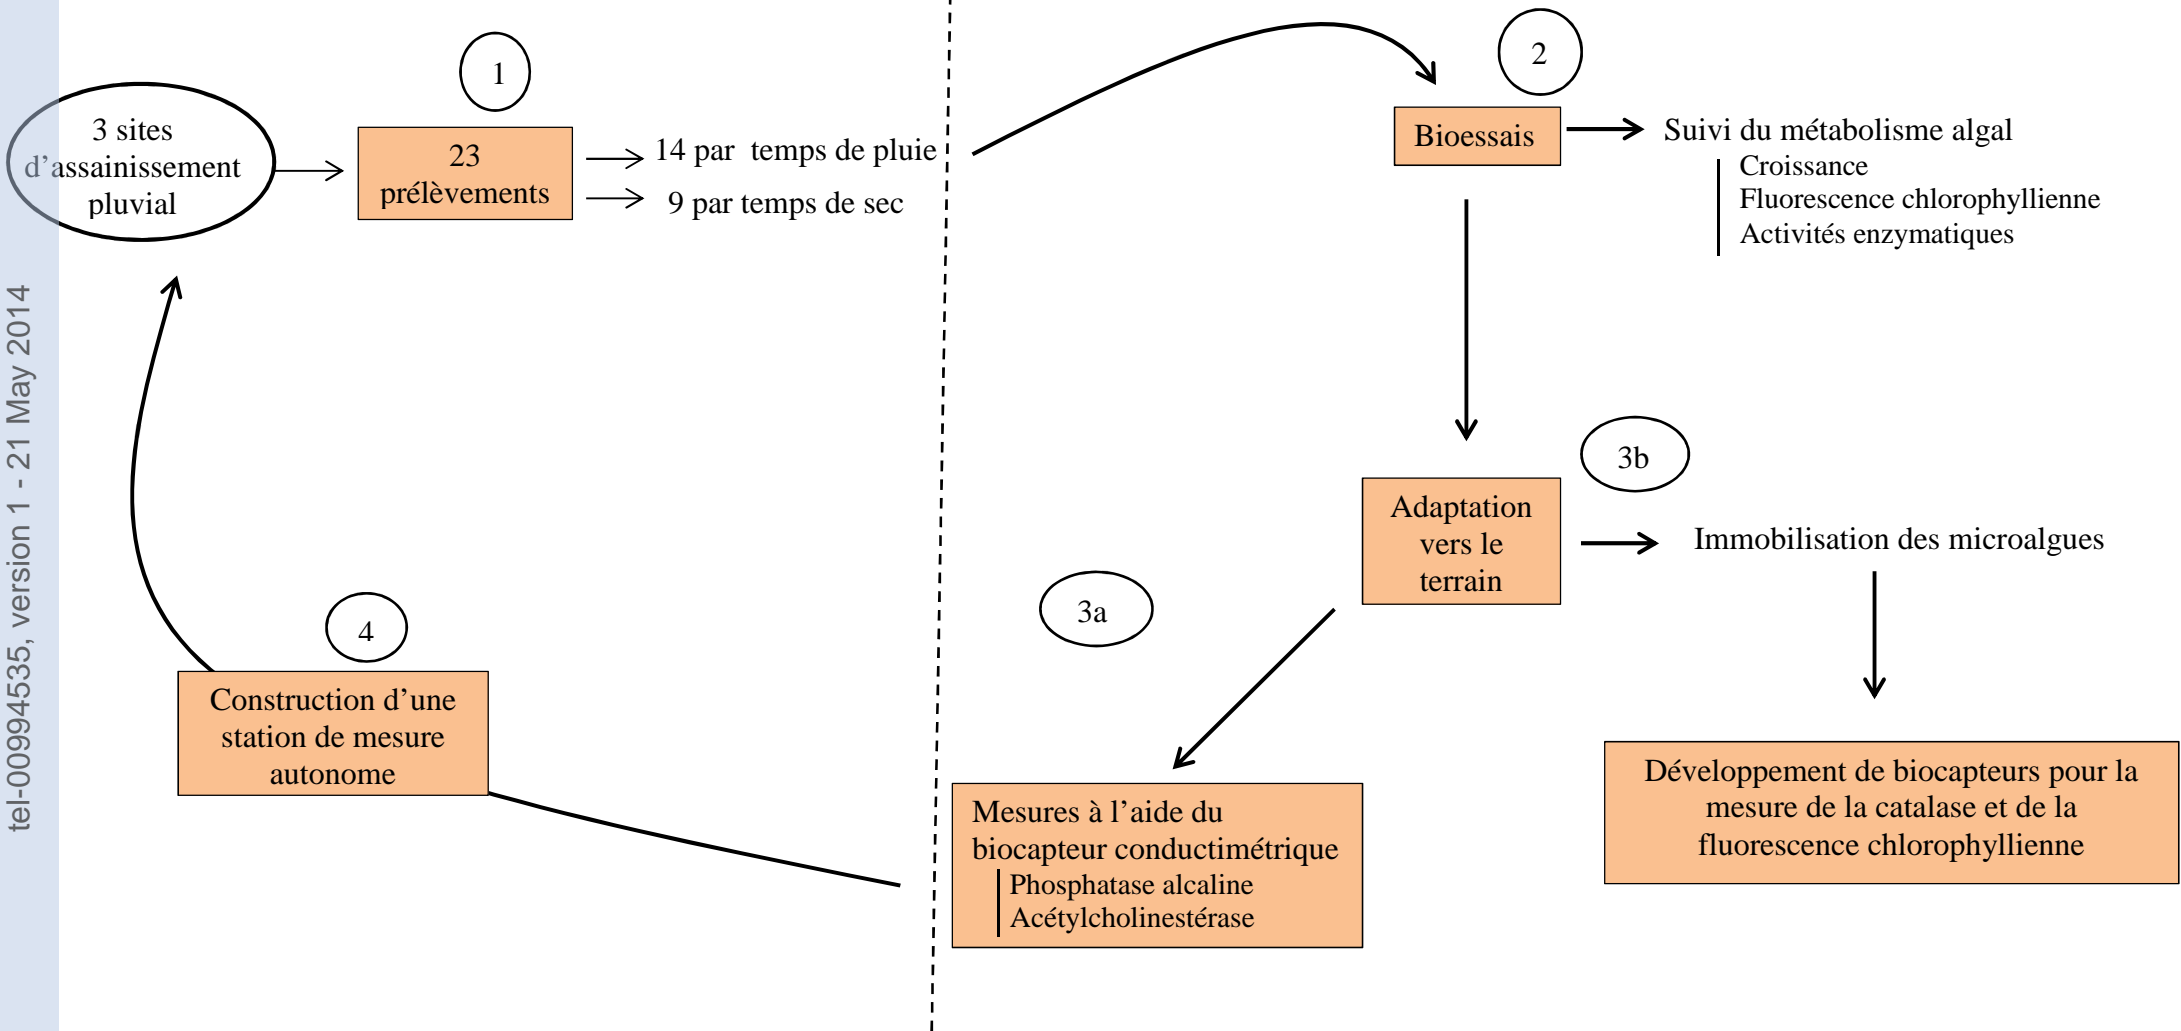 1
3 sites
d’assainissement
pluvial
23
prélèvements
14 par temps de pluie
9 par temps de sec
2
Bioessais
Suivi du métabolisme algal
Croissance
Fluorescence chlorophyllienne
Activités enzymatiques
3b
Adaptation
vers le
terrain
Immobilisation des microalgues
3a
Mesures à l’aide du
biocapteur conductimétrique
Phosphatase alcaline
Acétylcholinestérase
Développement de biocapteurs pour la
mesure de la catalase et de la
fluorescence chlorophyllienne
4
Construction d’une
station de mesure
autonome
tel-00994535, version 1 - 21 May 2014